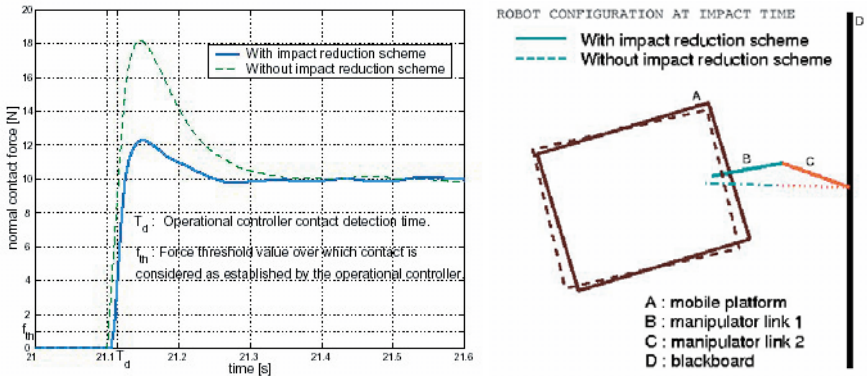 20
18
16
14
12
10
8
6
4
2
0
f_th
normal contact force [N]
With impact reduction scheme
Without impact reduction scheme
T_d : Operational controller contact detection time.
f_th : Force threshold value over which contact is
considered as established by the operational controller.
21 21.1 T_d 21.2 21.3 21.4 21.5 21.6
time [s]
ROBOT CONFIGURATION AT IMPACT TIME
D
With impact reduction scheme
Without impact reduction scheme
A
B
C
A : mobile platform
B : manipulator link 1
C : manipulator link 2
D : blackboard